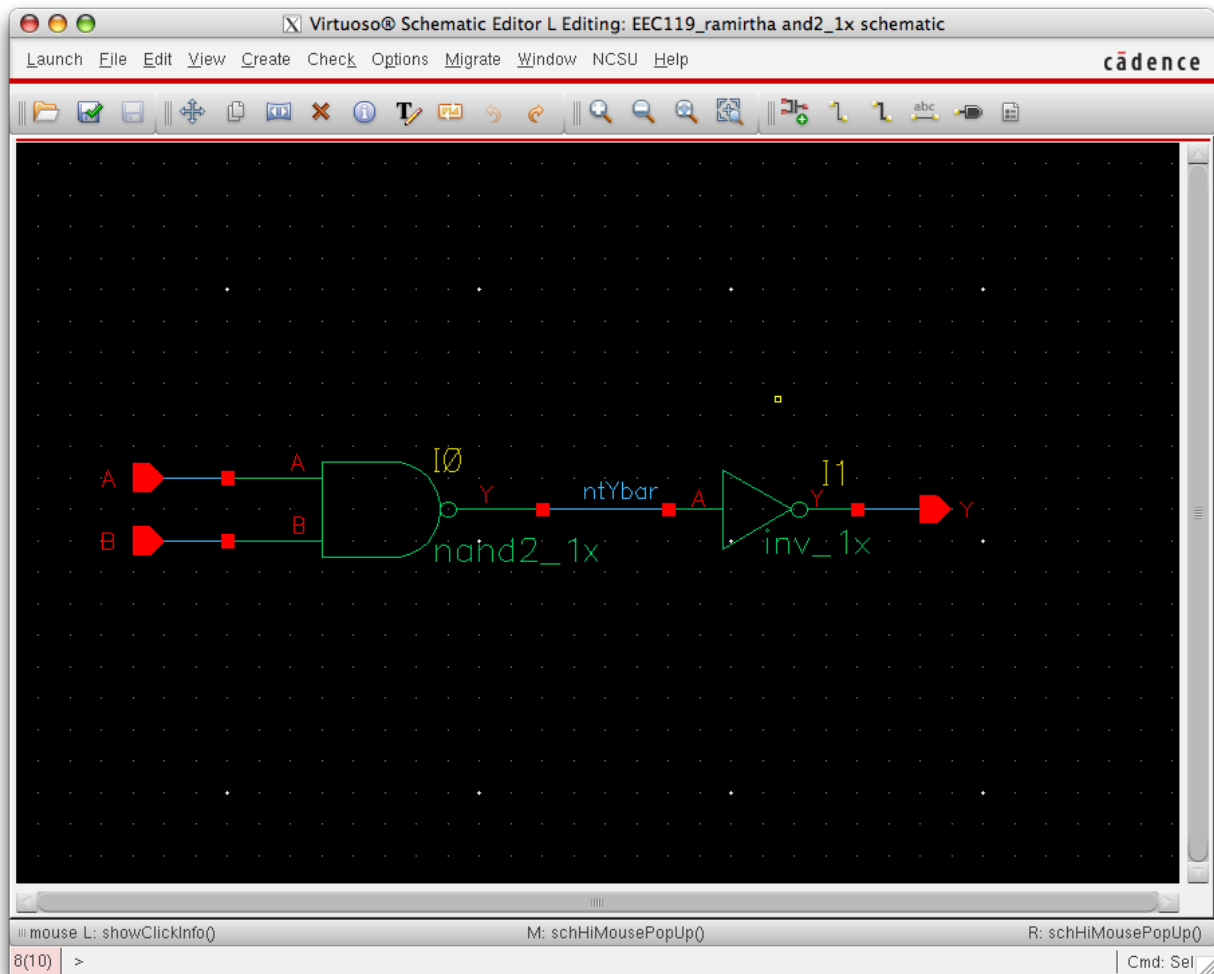 X Virtuoso® Schematic Editor L Editing: EEC119_ramirtha and2_1x schematic
Launch File Edit View Create Check Options Migrate Window NCSU Help cādence
T abc
A A I0 Y ntYbar A I1 Y Y
B B nand2_1x inv_1x
mouse L: showClickInfo() M: schHiMousePopUp() R: schHiMousePopUp()
8(10) > Cmd: Sel